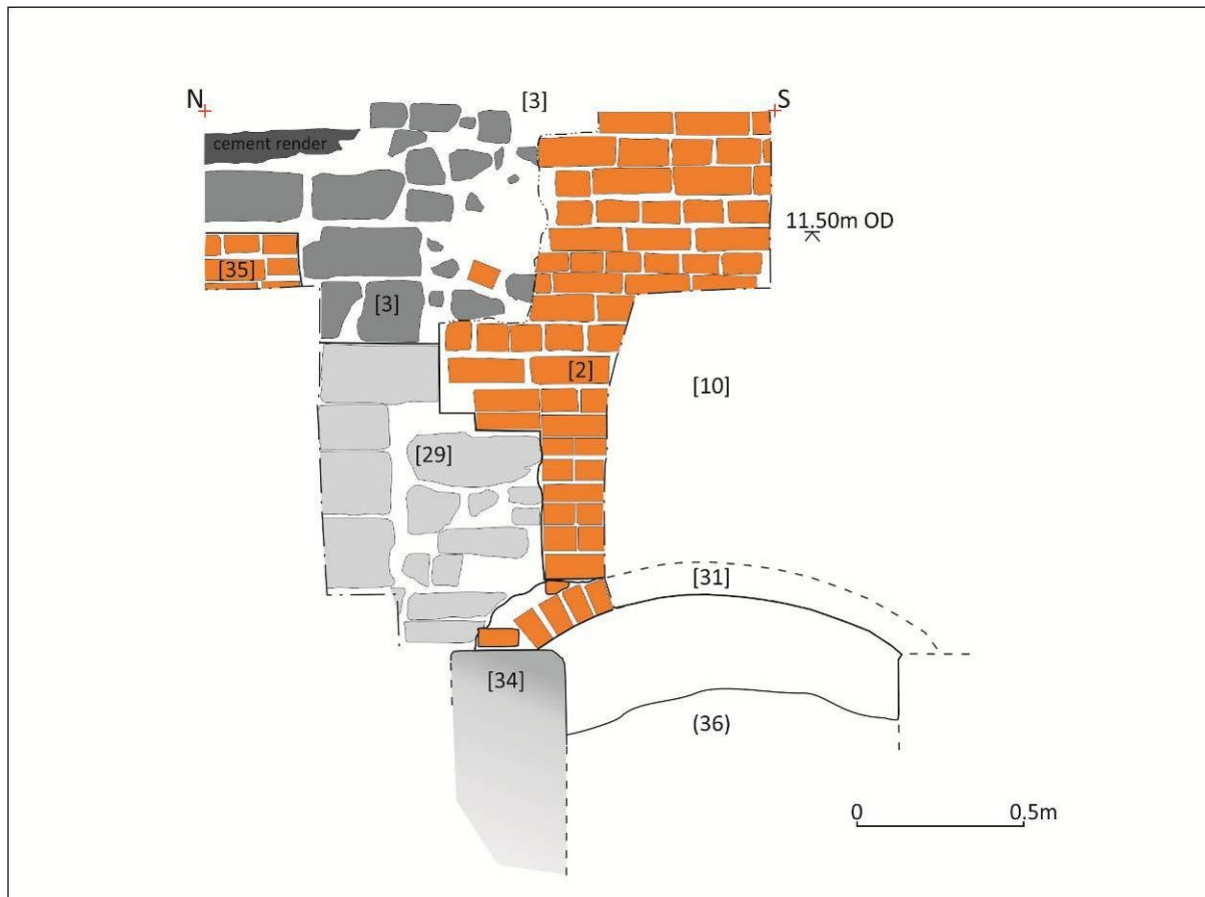 N
[3]
S
cement render
11.50m OD
[35]
[3]
[2]
[10]
[29]
[31]
[34]
(36)
0
0.5m